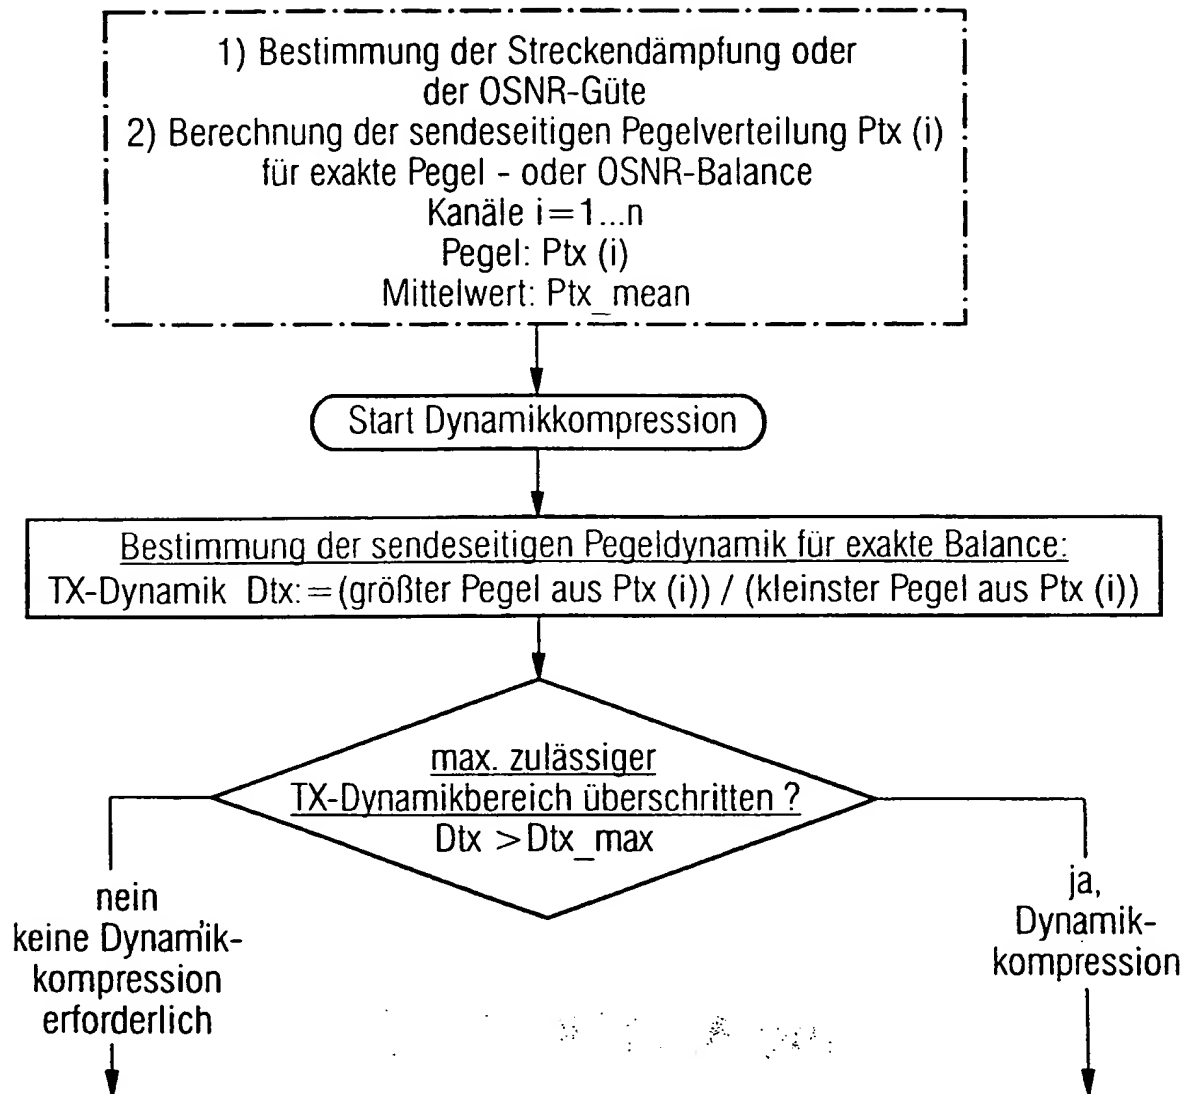 1) Bestimmung der Streckendämpfung oder
der OSNR-Güte
2) Berechnung der sendeseitigen Pegelverteilung Ptx (i)
für exakte Pegel - oder OSNR-Balance
Kanäle i=1...n
Pegel: Ptx (i)
Mittelwert: Ptx_mean
Start Dynamikkompression
Bestimmung der sendeseitigen Pegeldynamik für exakte Balance:
TX-Dynamik Dtx:=(größter Pegel aus Ptx (i)) / (kleinster Pegel aus Ptx (i))
max. zulässiger
TX-Dynamikbereich überschritten ?
Dtx >Dtx_max
nein
keine Dynamik-
kompression
erforderlich
ja,
Dynamik-
kompression